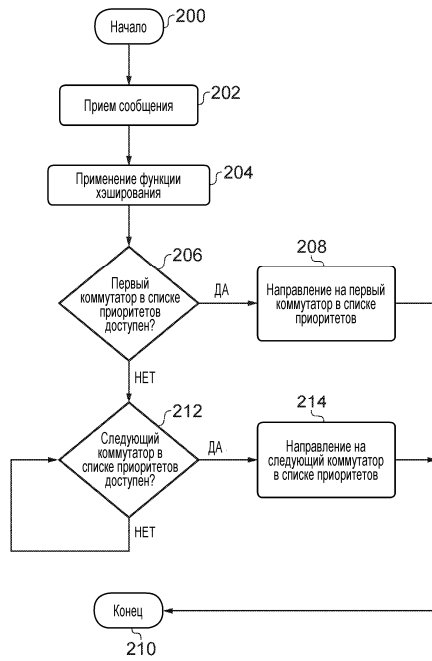 Начало
200
Прием сообщения
202
Применение функции
хэширования
204
206
Первый
коммутатор в списке
приоритетов
доступен?
ДА
208
Направление на первый
коммутатор в списке
приоритетов
НЕТ
212
Следующий
коммутатор в
списке приоритетов
доступен?
ДА
214
Направление на
следующий коммутатор
в списке приоритетов
НЕТ
Конец
210